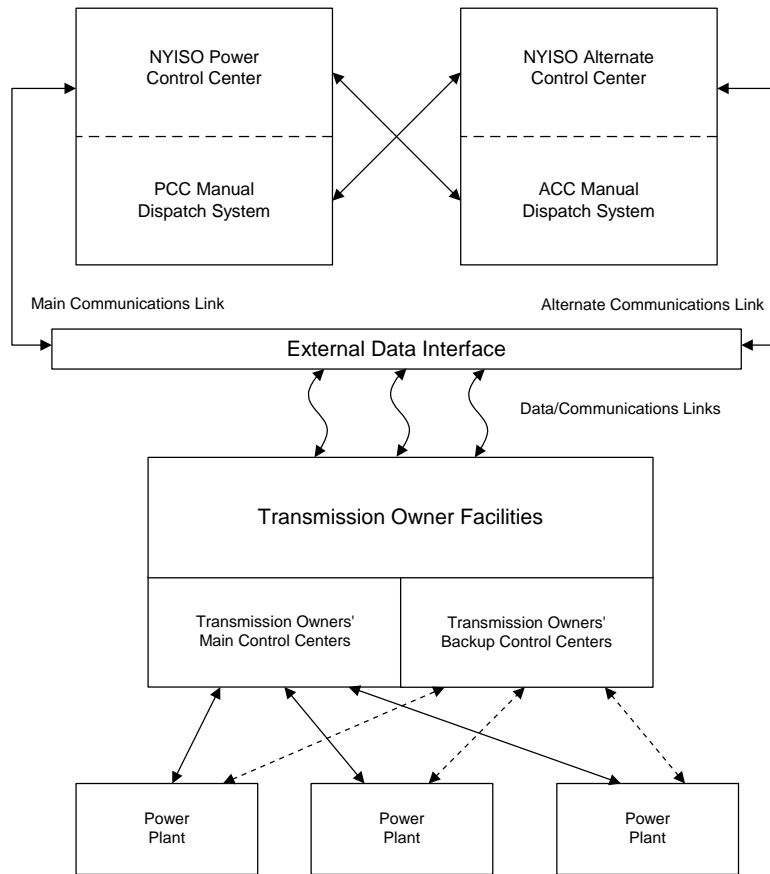 NYISO Power
Control Center
NYISO Alternate
Control Center
PCC Manual
Dispatch System
ACC Manual
Dispatch System
Main Communications Link
Alternate Communications Link
External Data Interface
Data/Communications Links
Transmission Owner Facilities
Transmission Owners'
Main Control Centers
Transmission Owners'
Backup Control Centers
Power
Plant
Power
Plant
Power
Plant